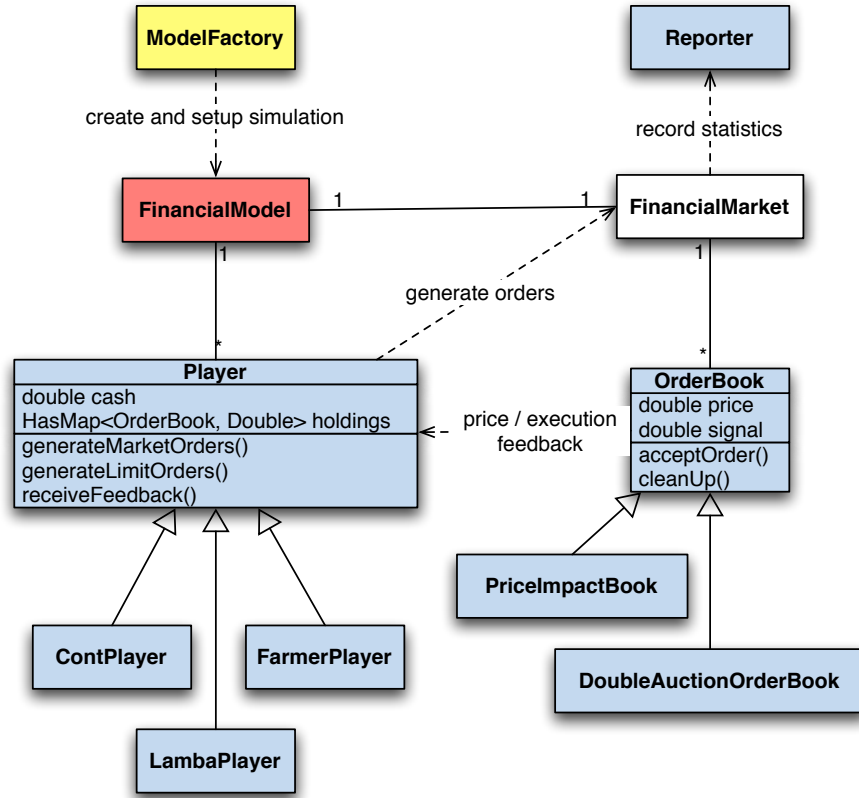 ModelFactory
Reporter
create and setup simulation
record statistics
FinancialModel
1
1
FinancialMarket
1
1
generate orders
*
*
Player
double cash
HasMap<OrderBook, Double> holdings
generateMarketOrders()
generateLimitOrders()
receiveFeedback()
price / execution
feedback
OrderBook
double price
double signal
acceptOrder()
cleanUp()
PriceImpactBook
ContPlayer
FarmerPlayer
DoubleAuctionOrderBook
LambaPlayer